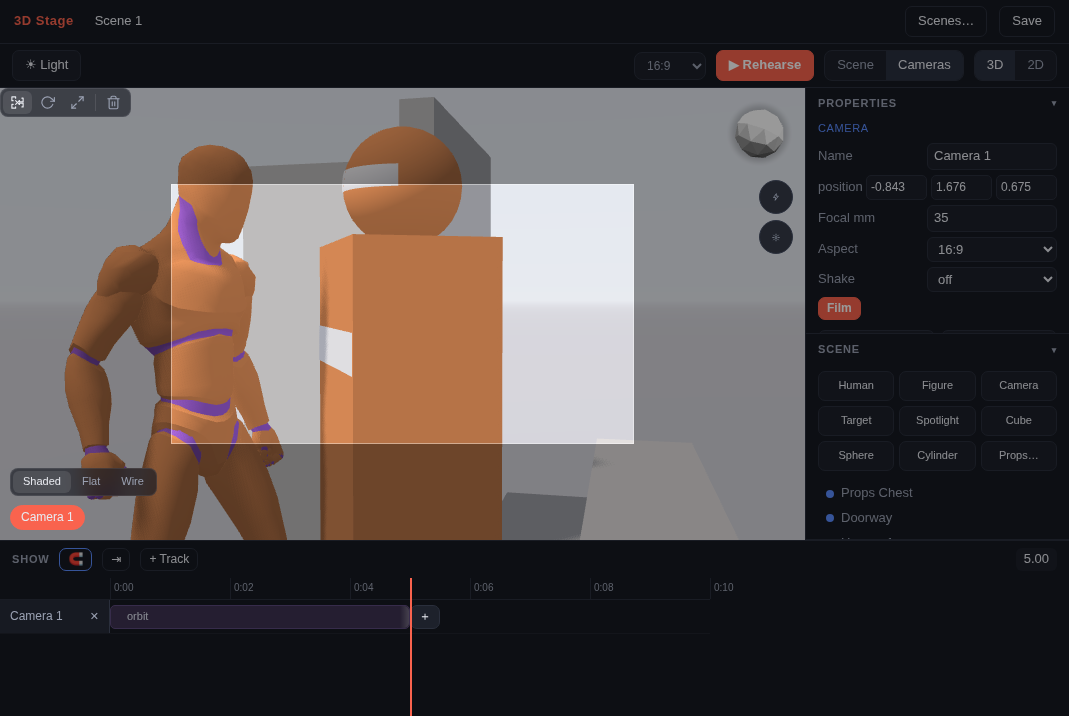 3D Stage Scene 1 Scenes… Save
☀ Light 16:9 ▶ Rehearse Scene Cameras 3D 2D
PROPERTIES
CAMERA
Name Camera 1
position -0.843 1.676 0.675
Focal mm 35
Aspect 16:9
Shake off
Film
SCENE
Human Figure Camera
Target Spotlight Cube
Sphere Cylinder Props…
Props Chest
Doorway
Shaded Flat Wire
Camera 1
SHOW + Track 5.00
0:00 0:02 0:04 0:06 0:08 0:10
Camera 1 × orbit +